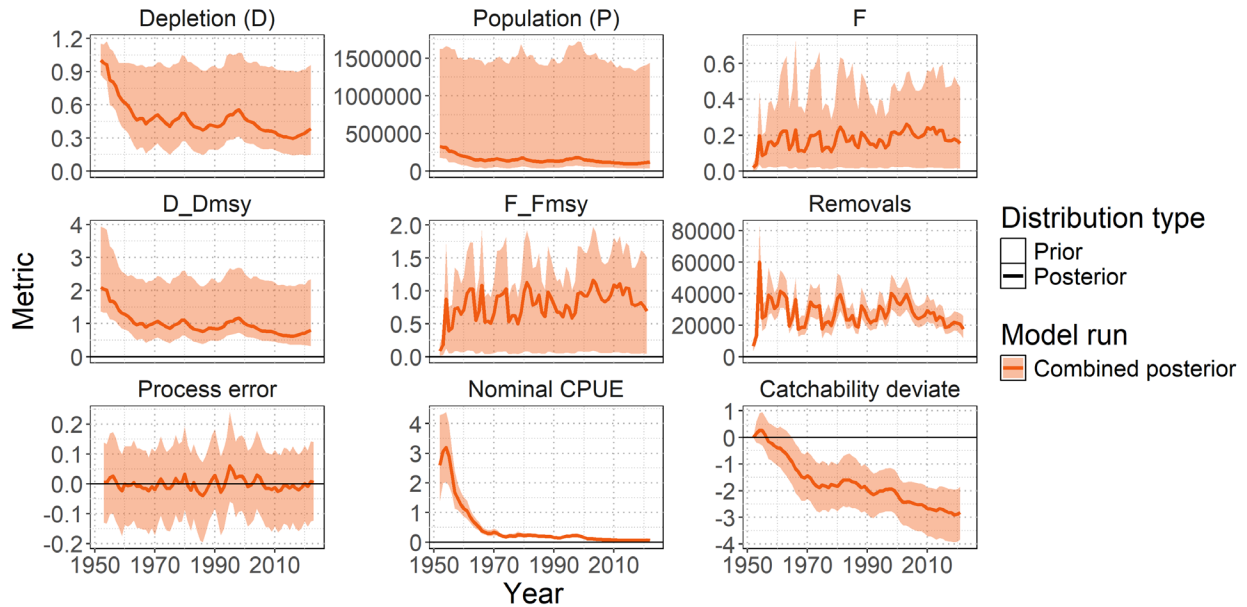 Depletion (D)
Population (P)
F
1.2
0.9
0.6
0.3
0.0
1500000
1000000
500000
0
0.6
0.4
0.2
0.0
D_Dmsy
F_Fmsy
Removals
4
3
2
1
0
2.0
1.5
1.0
0.5
0.0
80000
60000
40000
20000
0
Process error
Nominal CPUE
Catchability deviate
0.2
0.1
0.0
-0.1
-0.2
4
3
2
1
0
1
0
-1
-2
-3
-4
1950 1970 1990 2010
1950 1970 1990 2010
1950 1970 1990 2010
Metric
Year
Distribution type
Prior
Posterior
Model run
Combined posterior